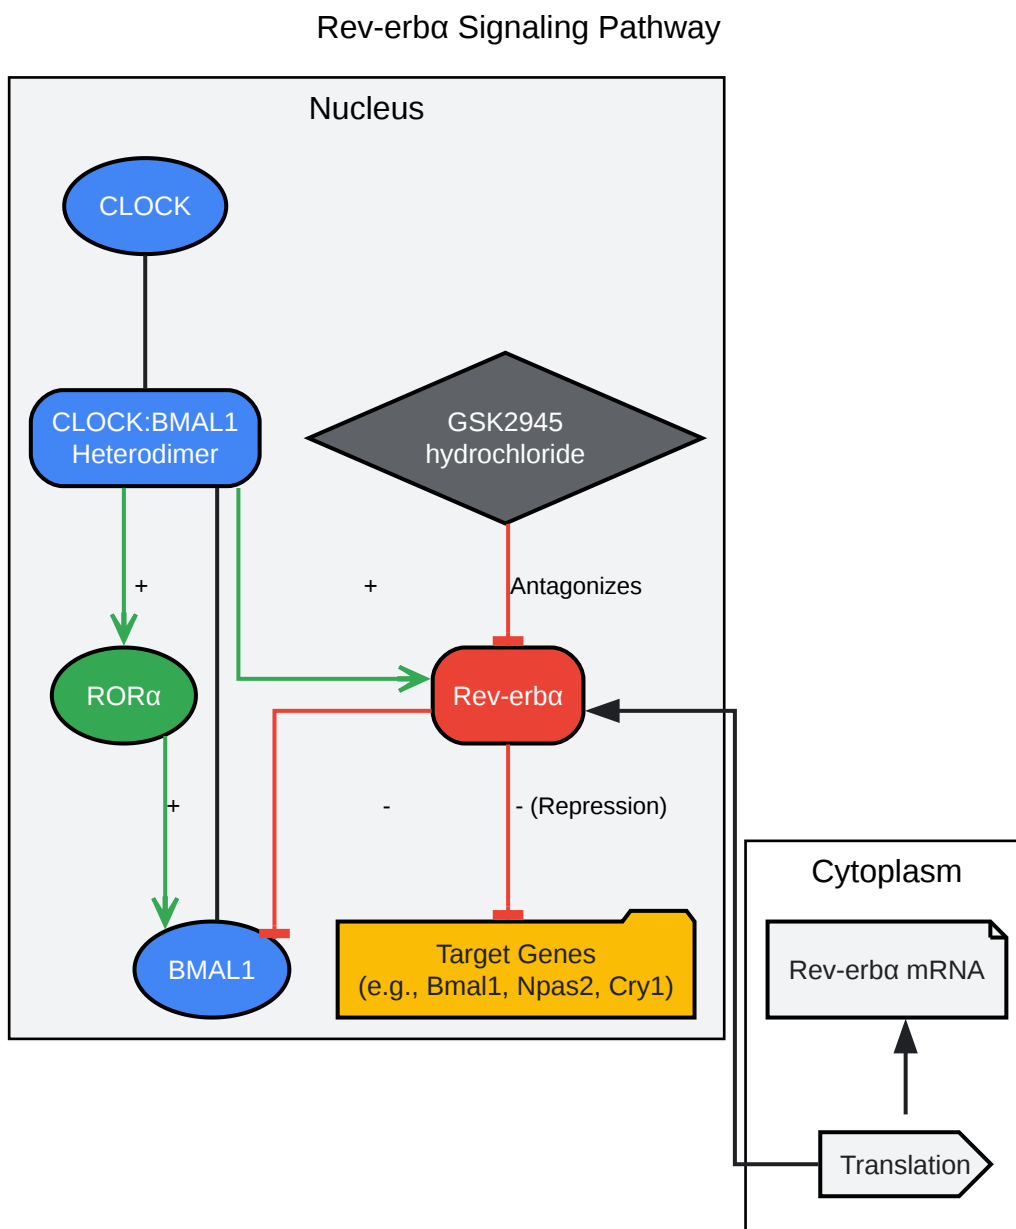 Rev-erbα Signaling Pathway
Nucleus
CLOCK
CLOCK:BMAL1
Heterodimer
GSK2945
hydrochloride
+
+
Antagonizes
RORα
Rev-erbα
+
-
- (Repression)
Cytoplasm
BMAL1
Target Genes
(e.g., Bmal1, Npas2, Cry1)
Rev-erbα mRNA
Translation